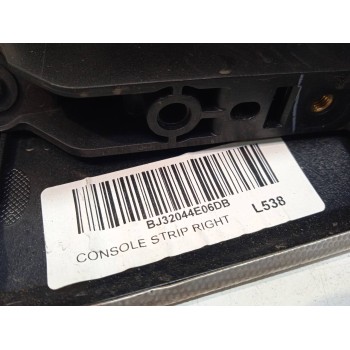 BJ32044E06DB
L538
CONSOLE STRIP RIGHT